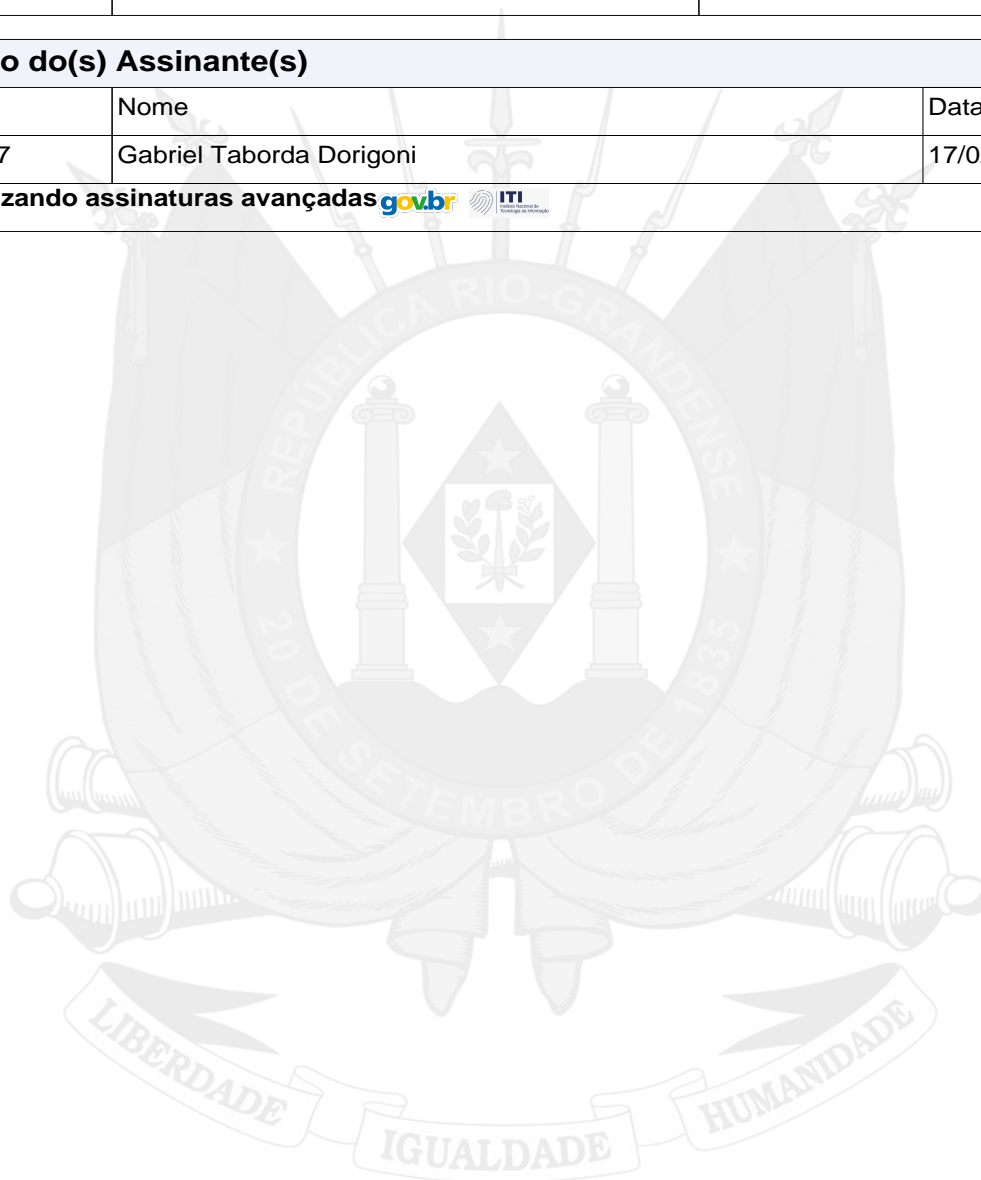 o do(s) Assinante(s)
Nome
Data
7
Gabriel Taborda Dorigoni
17/0
zando assinaturas avançadas gov.br ITI
REPÚBLICA RIO-GRANDENSE
★ 20 DE SETEMBRO DE 1835 ★
LIBERDADE
IGUALDADE
HUMANIDADE